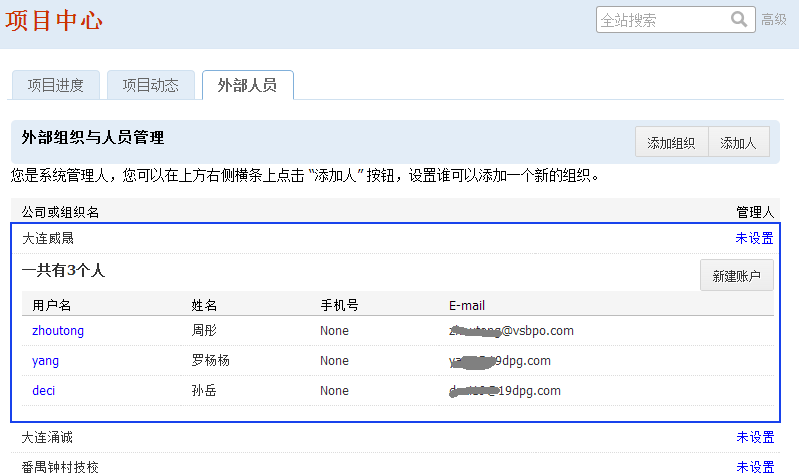 项目中心
全站搜索 高级
项目进度 项目动态 外部人员
外部组织与人员管理 添加组织 添加人
您是系统管理人，您可以在上方右侧横条上点击 “添加人” 按钮，设置谁可以添加一个新的组织。
公司或组织名 管理人
大连威晟 未设置
一共有3个人 新建账户
用户名 姓名 手机号 E-mail
zhoutong 周彤 None @vsbpo.com
yang 罗杨杨 None 19dpg.com
deci 孙岳 None @19dpg.com
大连涌诚 未设置
番禺钟村技校 未设置